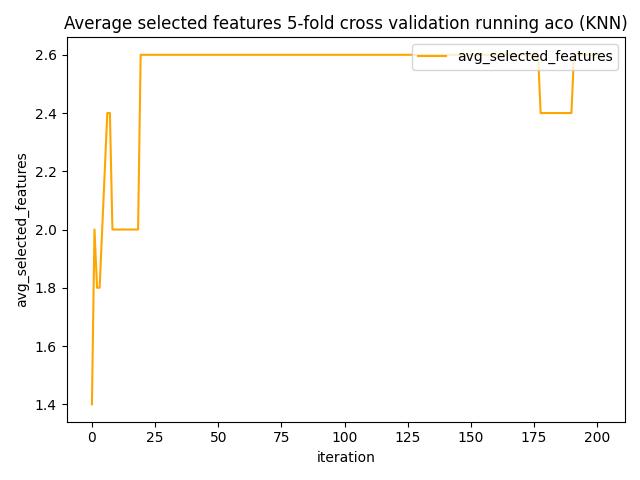 Average selected features 5-fold cross validation running aco (KNN)
avg_selected_features
avg_selected_features
2.6
2.4
2.2
2.0
1.8
1.6
1.4
0 25 50 75 100 125 150 175 200
iteration